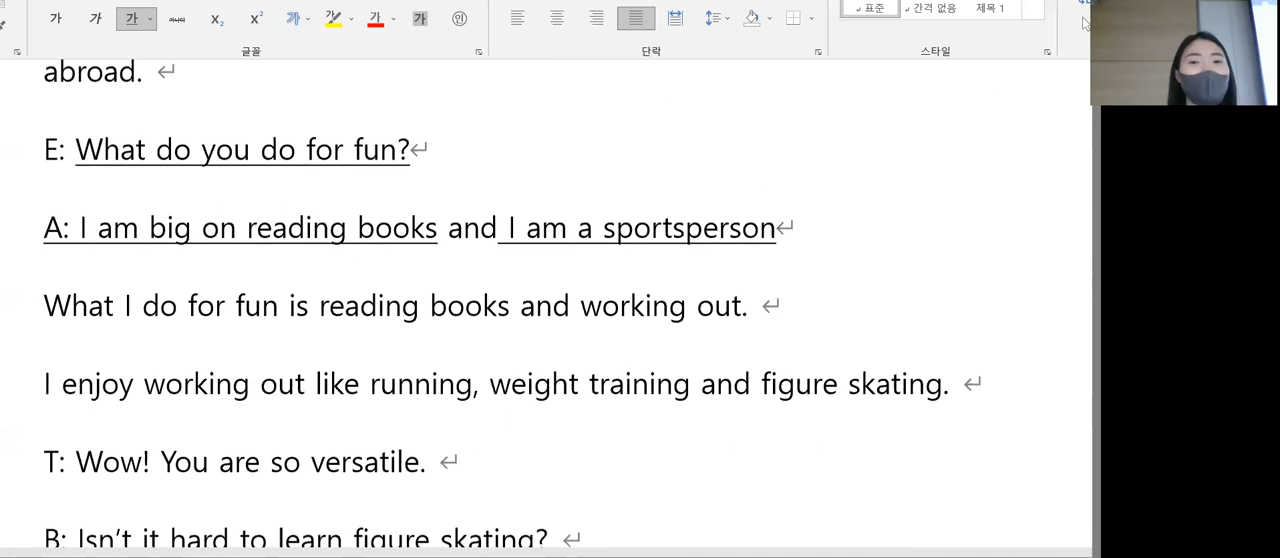 가 가 가 가나다 x₂ x² 가 가 가 가 인
표준 간격 없음 제목 1
글꼴 단락 스타일
abroad.
E: What do you do for fun?
A: I am big on reading books and I am a sportsperson
What I do for fun is reading books and working out.
I enjoy working out like running, weight training and figure skating.
T: Wow! You are so versatile.
B: Isn't it hard to learn figure skating?